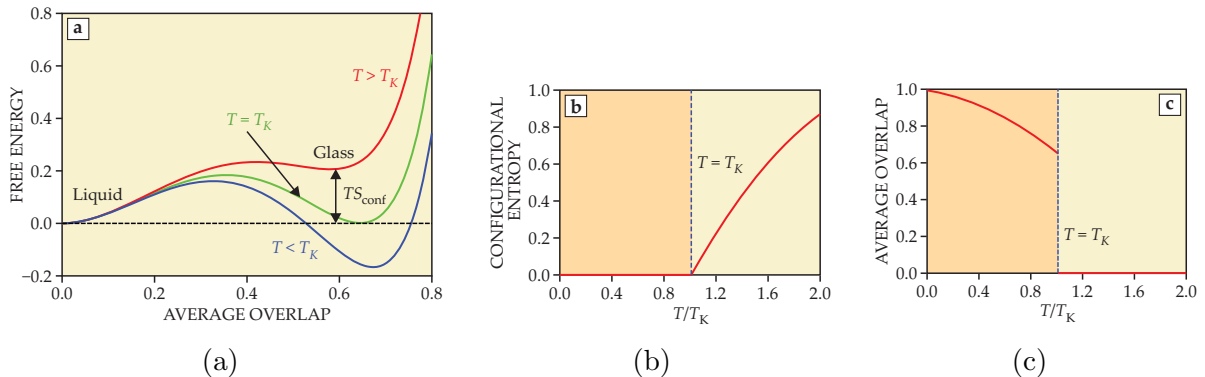 a
FREE ENERGY
0.8
0.6
0.4
0.2
0.0
−0.2
T > T_K
T = T_K
Glass
Liquid
TS_conf
T < T_K
0.0 0.2 0.4 0.6 0.8
AVERAGE OVERLAP
(a)
b
CONFIGURATIONAL
ENTROPY
1.0
0.8
0.6
0.4
0.2
0.0
T = T_K
0.0 0.4 0.8 1.2 1.6 2.0
T/T_K
(b)
c
AVERAGE OVERLAP
1.0
0.8
0.6
0.4
0.2
0.0
T = T_K
0.0 0.4 0.8 1.2 1.6 2.0
T/T_K
(c)